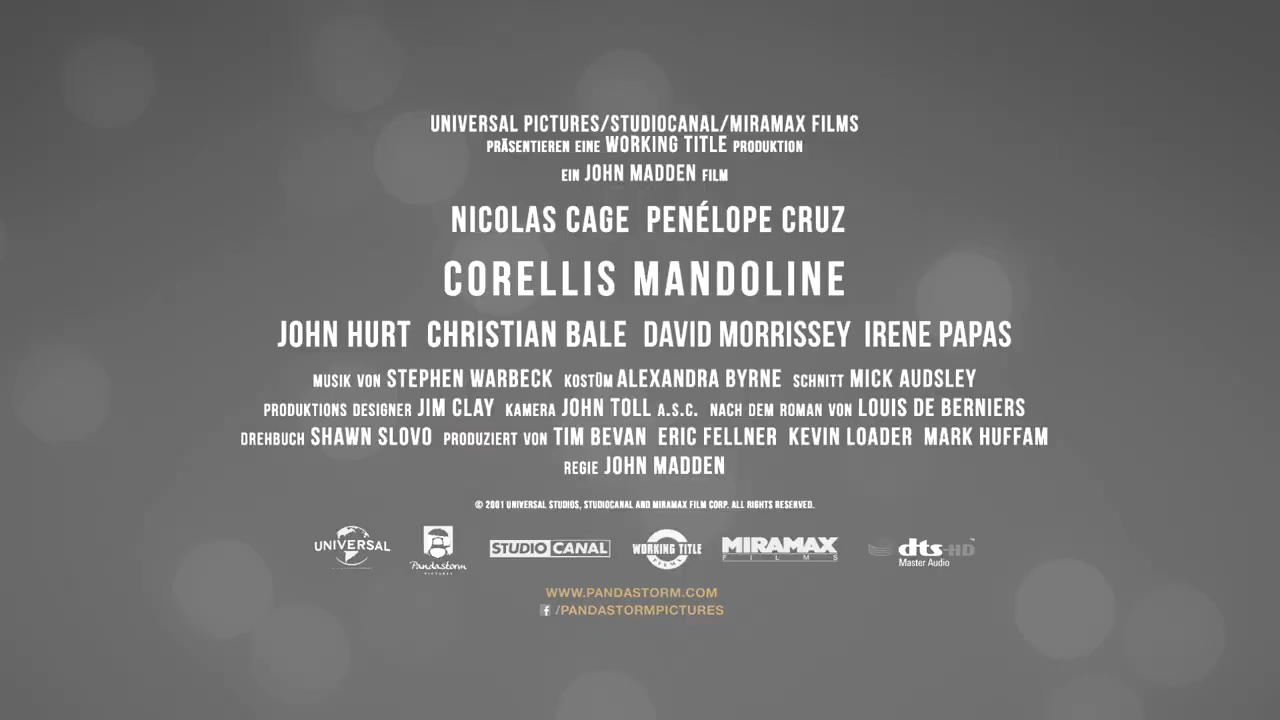 UNIVERSAL PICTURES/STUDIOCANAL/MIRAMAX FILMS
PRÄSENTIEREN EINE WORKING TITLE PRODUKTION
EIN JOHN MADDEN FILM
NICOLAS CAGE PENÉLOPE CRUZ
CORELLIS MANDOLINE
JOHN HURT CHRISTIAN BALE DAVID MORRISSEY IRENE PAPAS
MUSIK VON STEPHEN WARBECK KOSTÜM ALEXANDRA BYRNE SCHNITT MICK AUDSLEY
PRODUKTIONS DESIGNER JIM CLAY KAMERA JOHN TOLL A.S.C. NACH DEM ROMAN VON LOUIS DE BERNIERS
DREHBUCH SHAWN SLOVO PRODUZIERT VON TIM BEVAN ERIC FELLNER KEVIN LOADER MARK HUFFAM
REGIE JOHN MADDEN
© 2001 UNIVERSAL STUDIOS, STUDIOCANAL AND MIRAMAX FILM CORP. ALL RIGHTS RESERVED.
UNIVERSAL Pandastorm PICTURES STUDIO CANAL WORKING TITLE FILMS MIRAMAX FILMS dts-HD Master Audio
WWW.PANDASTORM.COM
f /PANDASTORMPICTURES